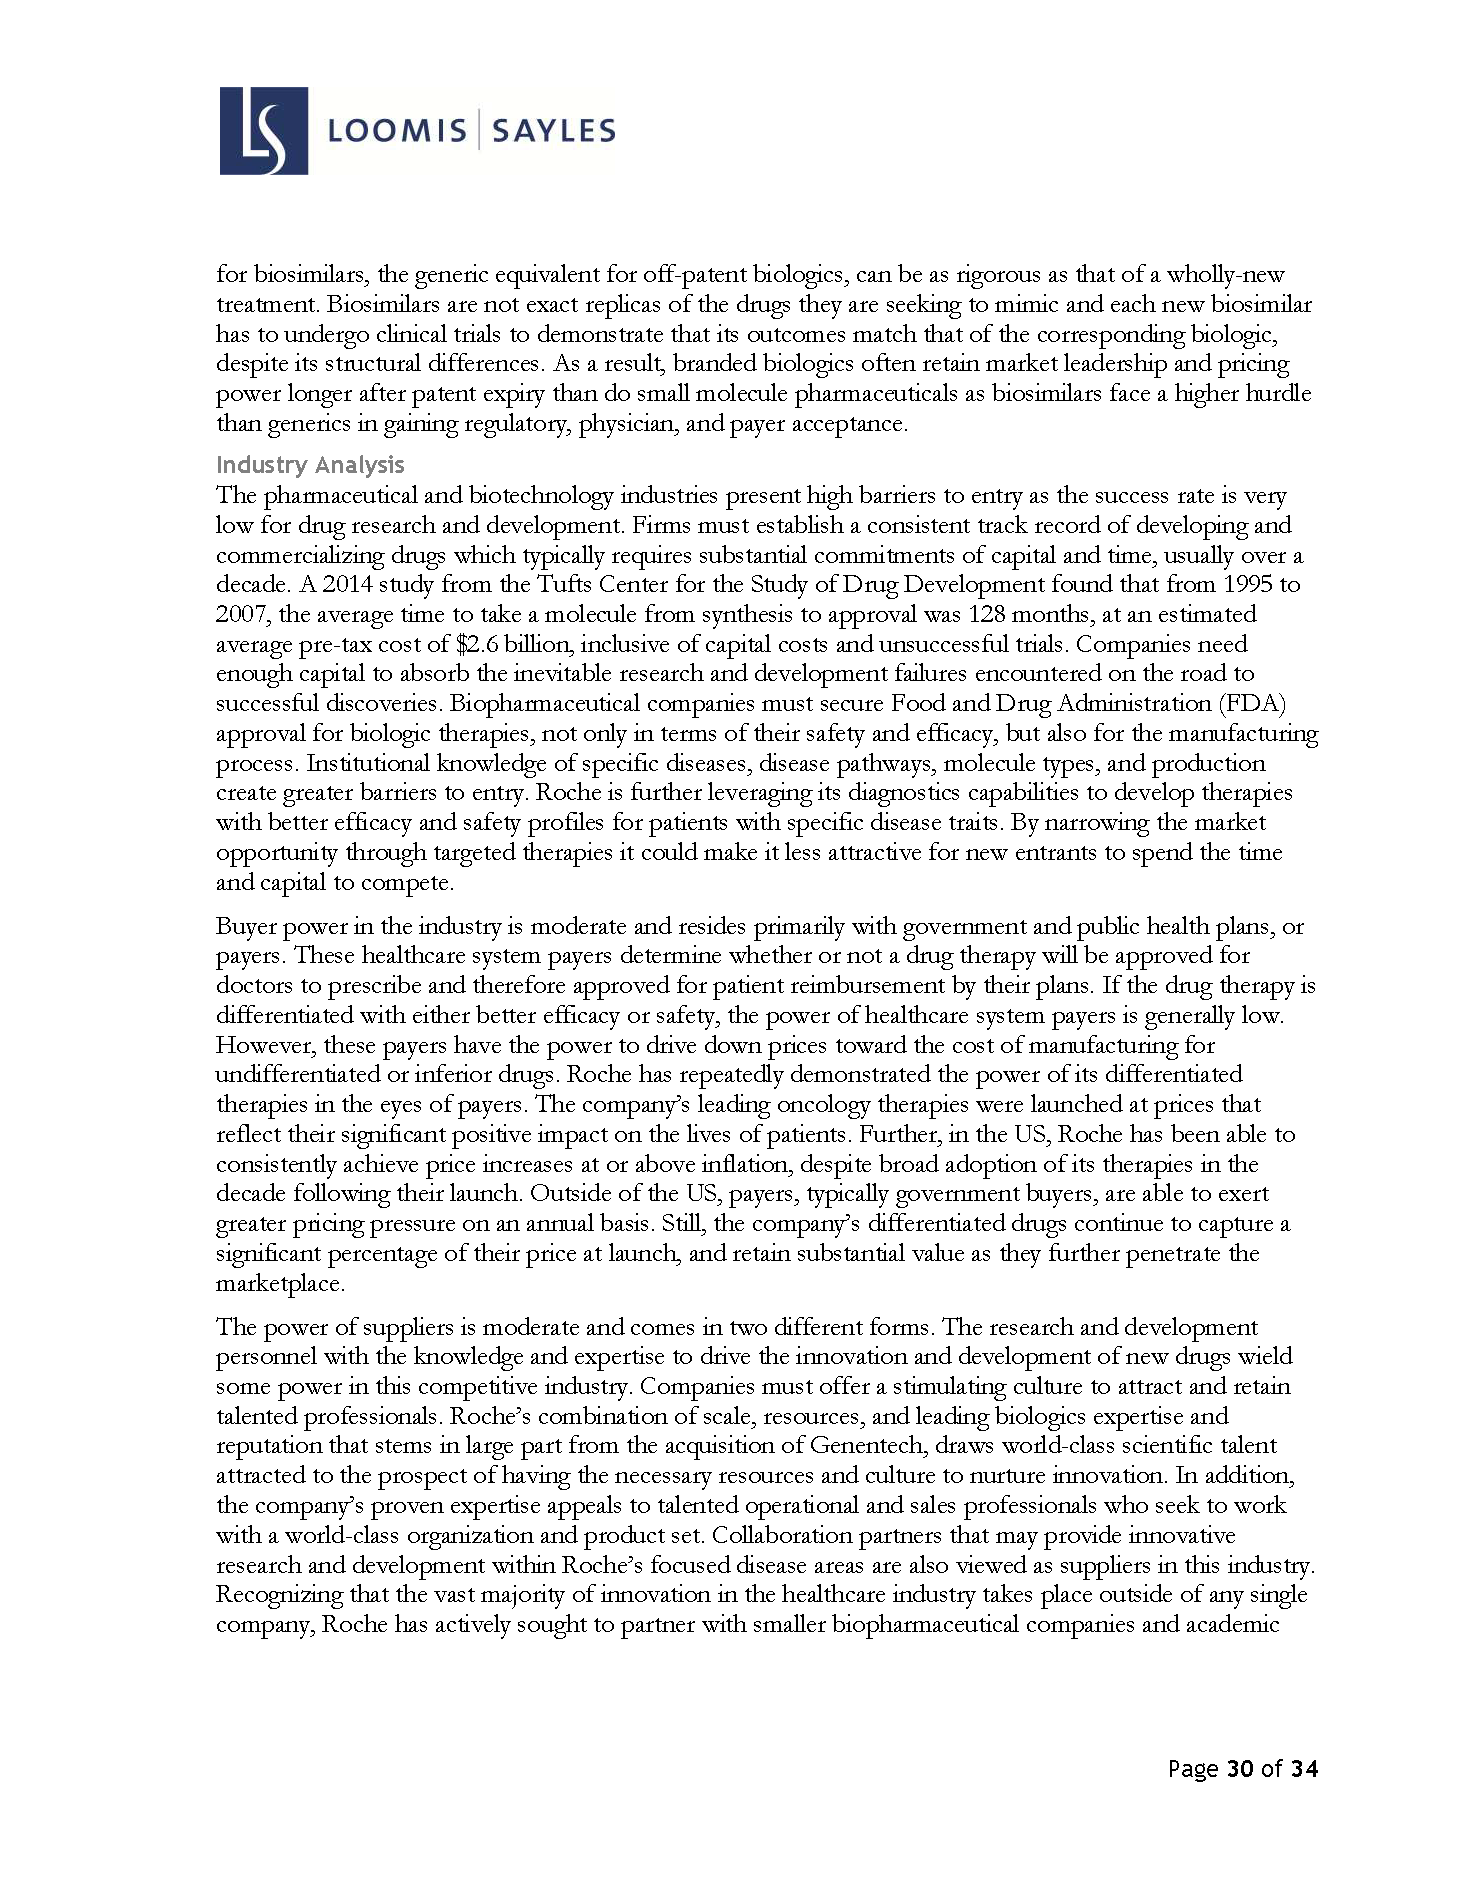 LS LOOMIS | SAYLES
for biosimilars, the generic equivalent for off-patent biologics, can be as rigorous as that of a wholly-new
treatment. Biosimilars are not exact replicas of the drugs they are seeking to mimic and each new biosimilar
has to undergo clinical trials to demonstrate that its outcomes match that of the corresponding biologic,
despite its structural differences. As a result, branded biologics often retain market leadership and pricing
power longer after patent expiry than do small molecule pharmaceuticals as biosimilars face a higher hurdle
than generics in gaining regulatory, physician, and payer acceptance.
Industry Analysis
The pharmaceutical and biotechnology industries present high barriers to entry as the success rate is very
low for drug research and development. Firms must establish a consistent track record of developing and
commercializing drugs which typically requires substantial commitments of capital and time, usually over a
decade. A 2014 study from the Tufts Center for the Study of Drug Development found that from 1995 to
2007, the average time to take a molecule from synthesis to approval was 128 months, at an estimated
average pre-tax cost of $2.6 billion, inclusive of capital costs and unsuccessful trials. Companies need
enough capital to absorb the inevitable research and development failures encountered on the road to
successful discoveries. Biopharmaceutical companies must secure Food and Drug Administration (FDA)
approval for biologic therapies, not only in terms of their safety and efficacy, but also for the manufacturing
process. Institutional knowledge of specific diseases, disease pathways, molecule types, and production
create greater barriers to entry. Roche is further leveraging its diagnostics capabilities to develop therapies
with better efficacy and safety profiles for patients with specific disease traits. By narrowing the market
opportunity through targeted therapies it could make it less attractive for new entrants to spend the time
and capital to compete.
Buyer power in the industry is moderate and resides primarily with government and public health plans, or
payers. These healthcare system payers determine whether or not a drug therapy will be approved for
doctors to prescribe and therefore approved for patient reimbursement by their plans. If the drug therapy is
differentiated with either better efficacy or safety, the power of healthcare system payers is generally low.
However, these payers have the power to drive down prices toward the cost of manufacturing for
undifferentiated or inferior drugs. Roche has repeatedly demonstrated the power of its differentiated
therapies in the eyes of payers. The company’s leading oncology therapies were launched at prices that
reflect their significant positive impact on the lives of patients. Further, in the US, Roche has been able to
consistently achieve price increases at or above inflation, despite broad adoption of its therapies in the
decade following their launch. Outside of the US, payers, typically government buyers, are able to exert
greater pricing pressure on an annual basis. Still, the company’s differentiated drugs continue to capture a
significant percentage of their price at launch, and retain substantial value as they further penetrate the
marketplace.
The power of suppliers is moderate and comes in two different forms. The research and development
personnel with the knowledge and expertise to drive the innovation and development of new drugs wield
some power in this competitive industry. Companies must offer a stimulating culture to attract and retain
talented professionals. Roche’s combination of scale, resources, and leading biologics expertise and
reputation that stems in large part from the acquisition of Genentech, draws world-class scientific talent
attracted to the prospect of having the necessary resources and culture to nurture innovation. In addition,
the company’s proven expertise appeals to talented operational and sales professionals who seek to work
with a world-class organization and product set. Collaboration partners that may provide innovative
research and development within Roche’s focused disease areas are also viewed as suppliers in this industry.
Recognizing that the vast majority of innovation in the healthcare industry takes place outside of any single
company, Roche has actively sought to partner with smaller biopharmaceutical companies and academic
Page 30 of 34